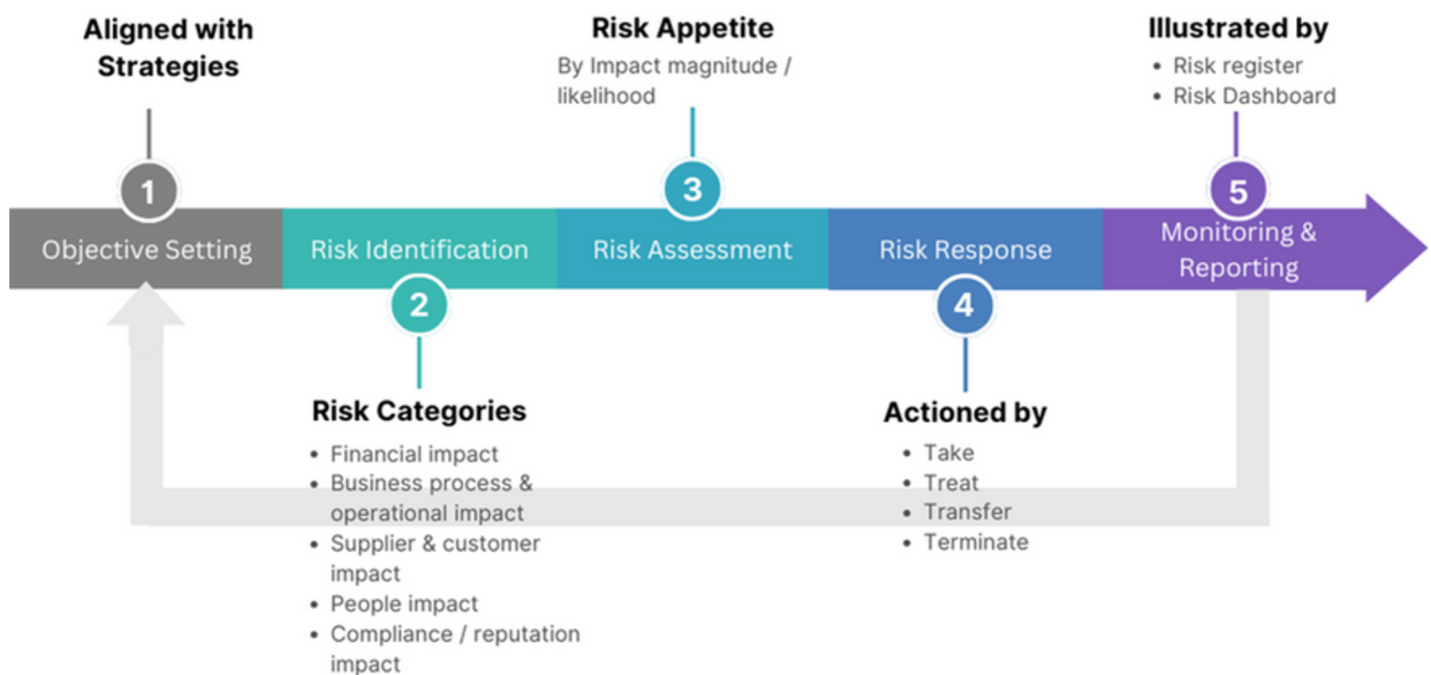 Aligned with
Strategies
1
Objective Setting
Risk Identification
2
Risk Categories
• Financial impact
• Business process &
operational impact
• Supplier & customer
impact
• People impact
• Compliance / reputation
impact
Risk Appetite
By Impact magnitude /
likelihood
3
Risk Assessment
Risk Response
4
Actioned by
• Take
• Treat
• Transfer
• Terminate
Illustrated by
• Risk register
• Risk Dashboard
5
Monitoring &
Reporting